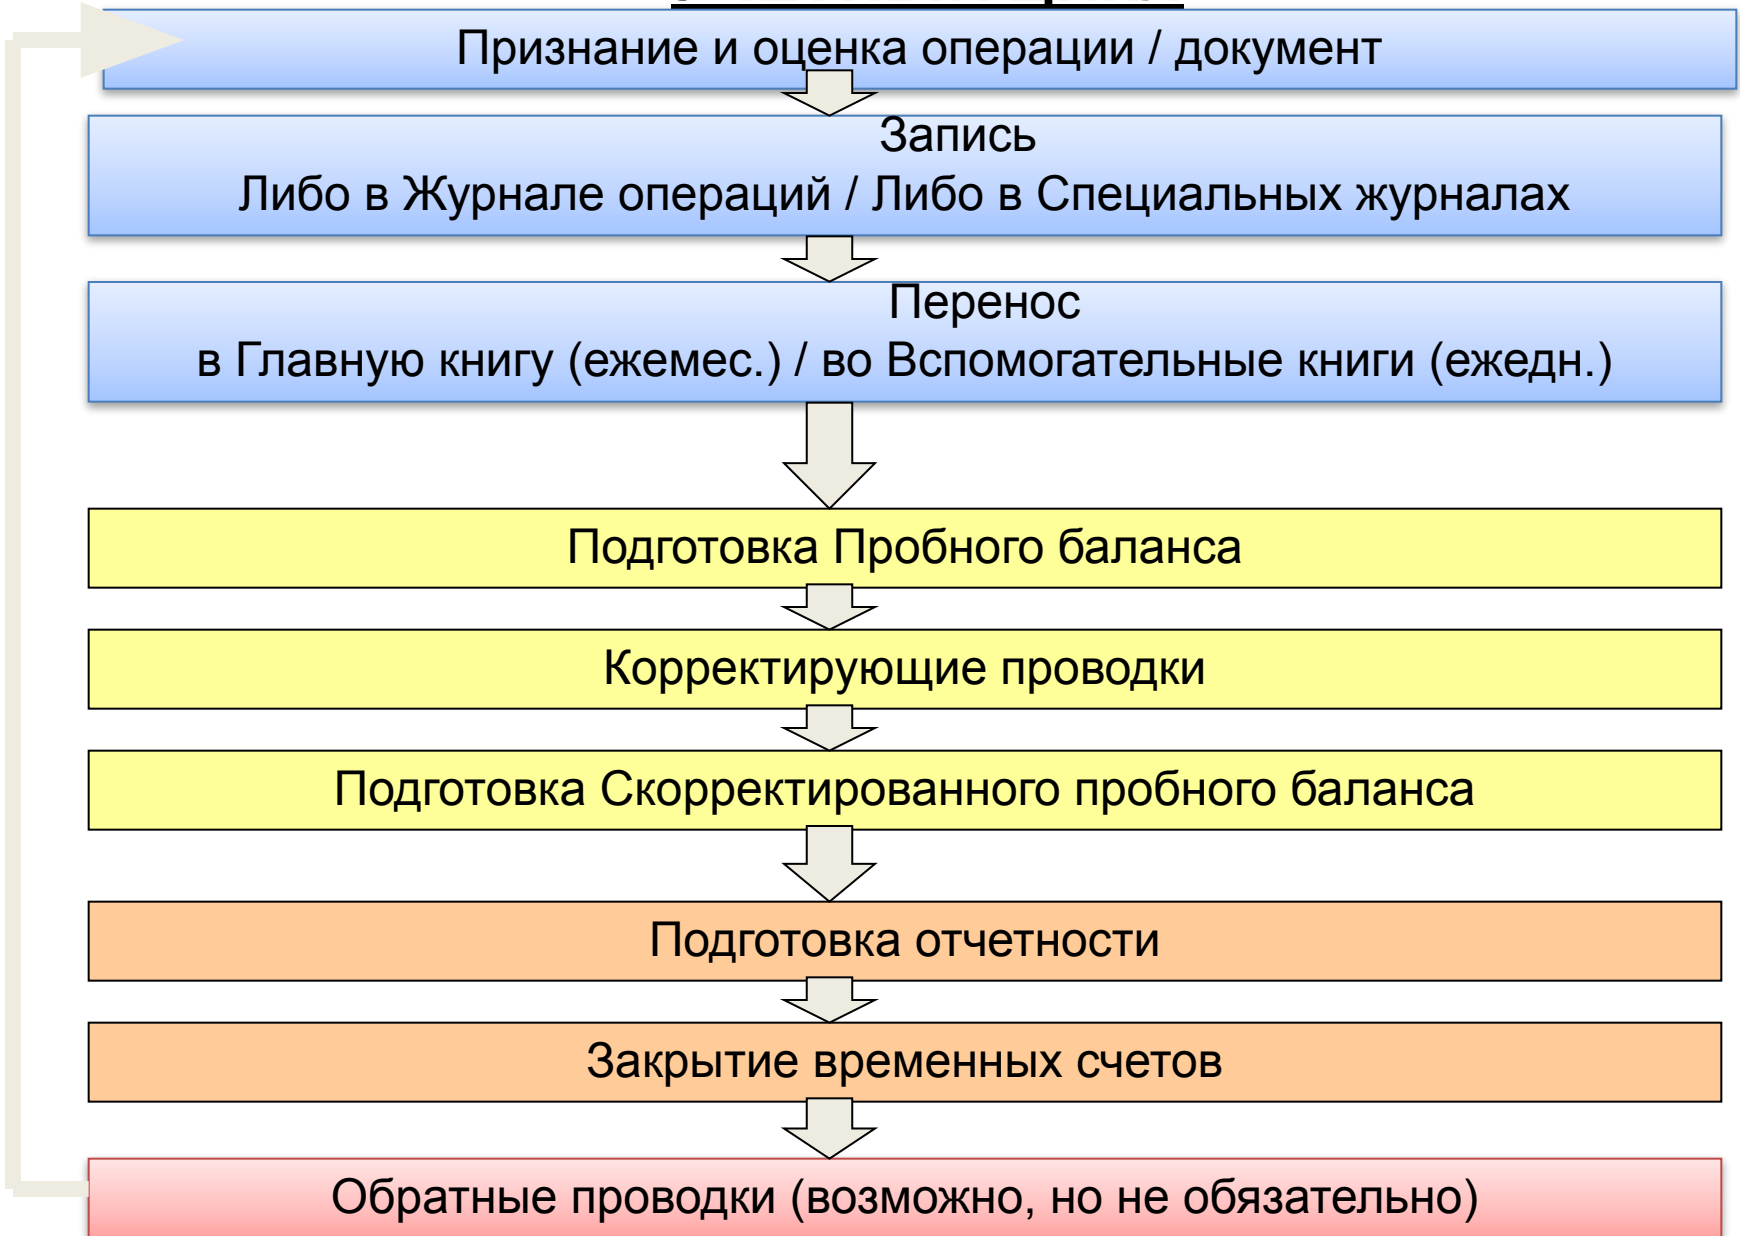 Признание и оценка операции / документ
Запись
Либо в Журнале операций / Либо в Специальных журналах
Перенос
в Главную книгу (ежемес.) / во Вспомогательные книги (ежедн.)
Подготовка Пробного баланса
Корректирующие проводки
Подготовка Скорректированного пробного баланса
Подготовка отчетности
Закрытие временных счетов
Обратные проводки (возможно, но не обязательно)